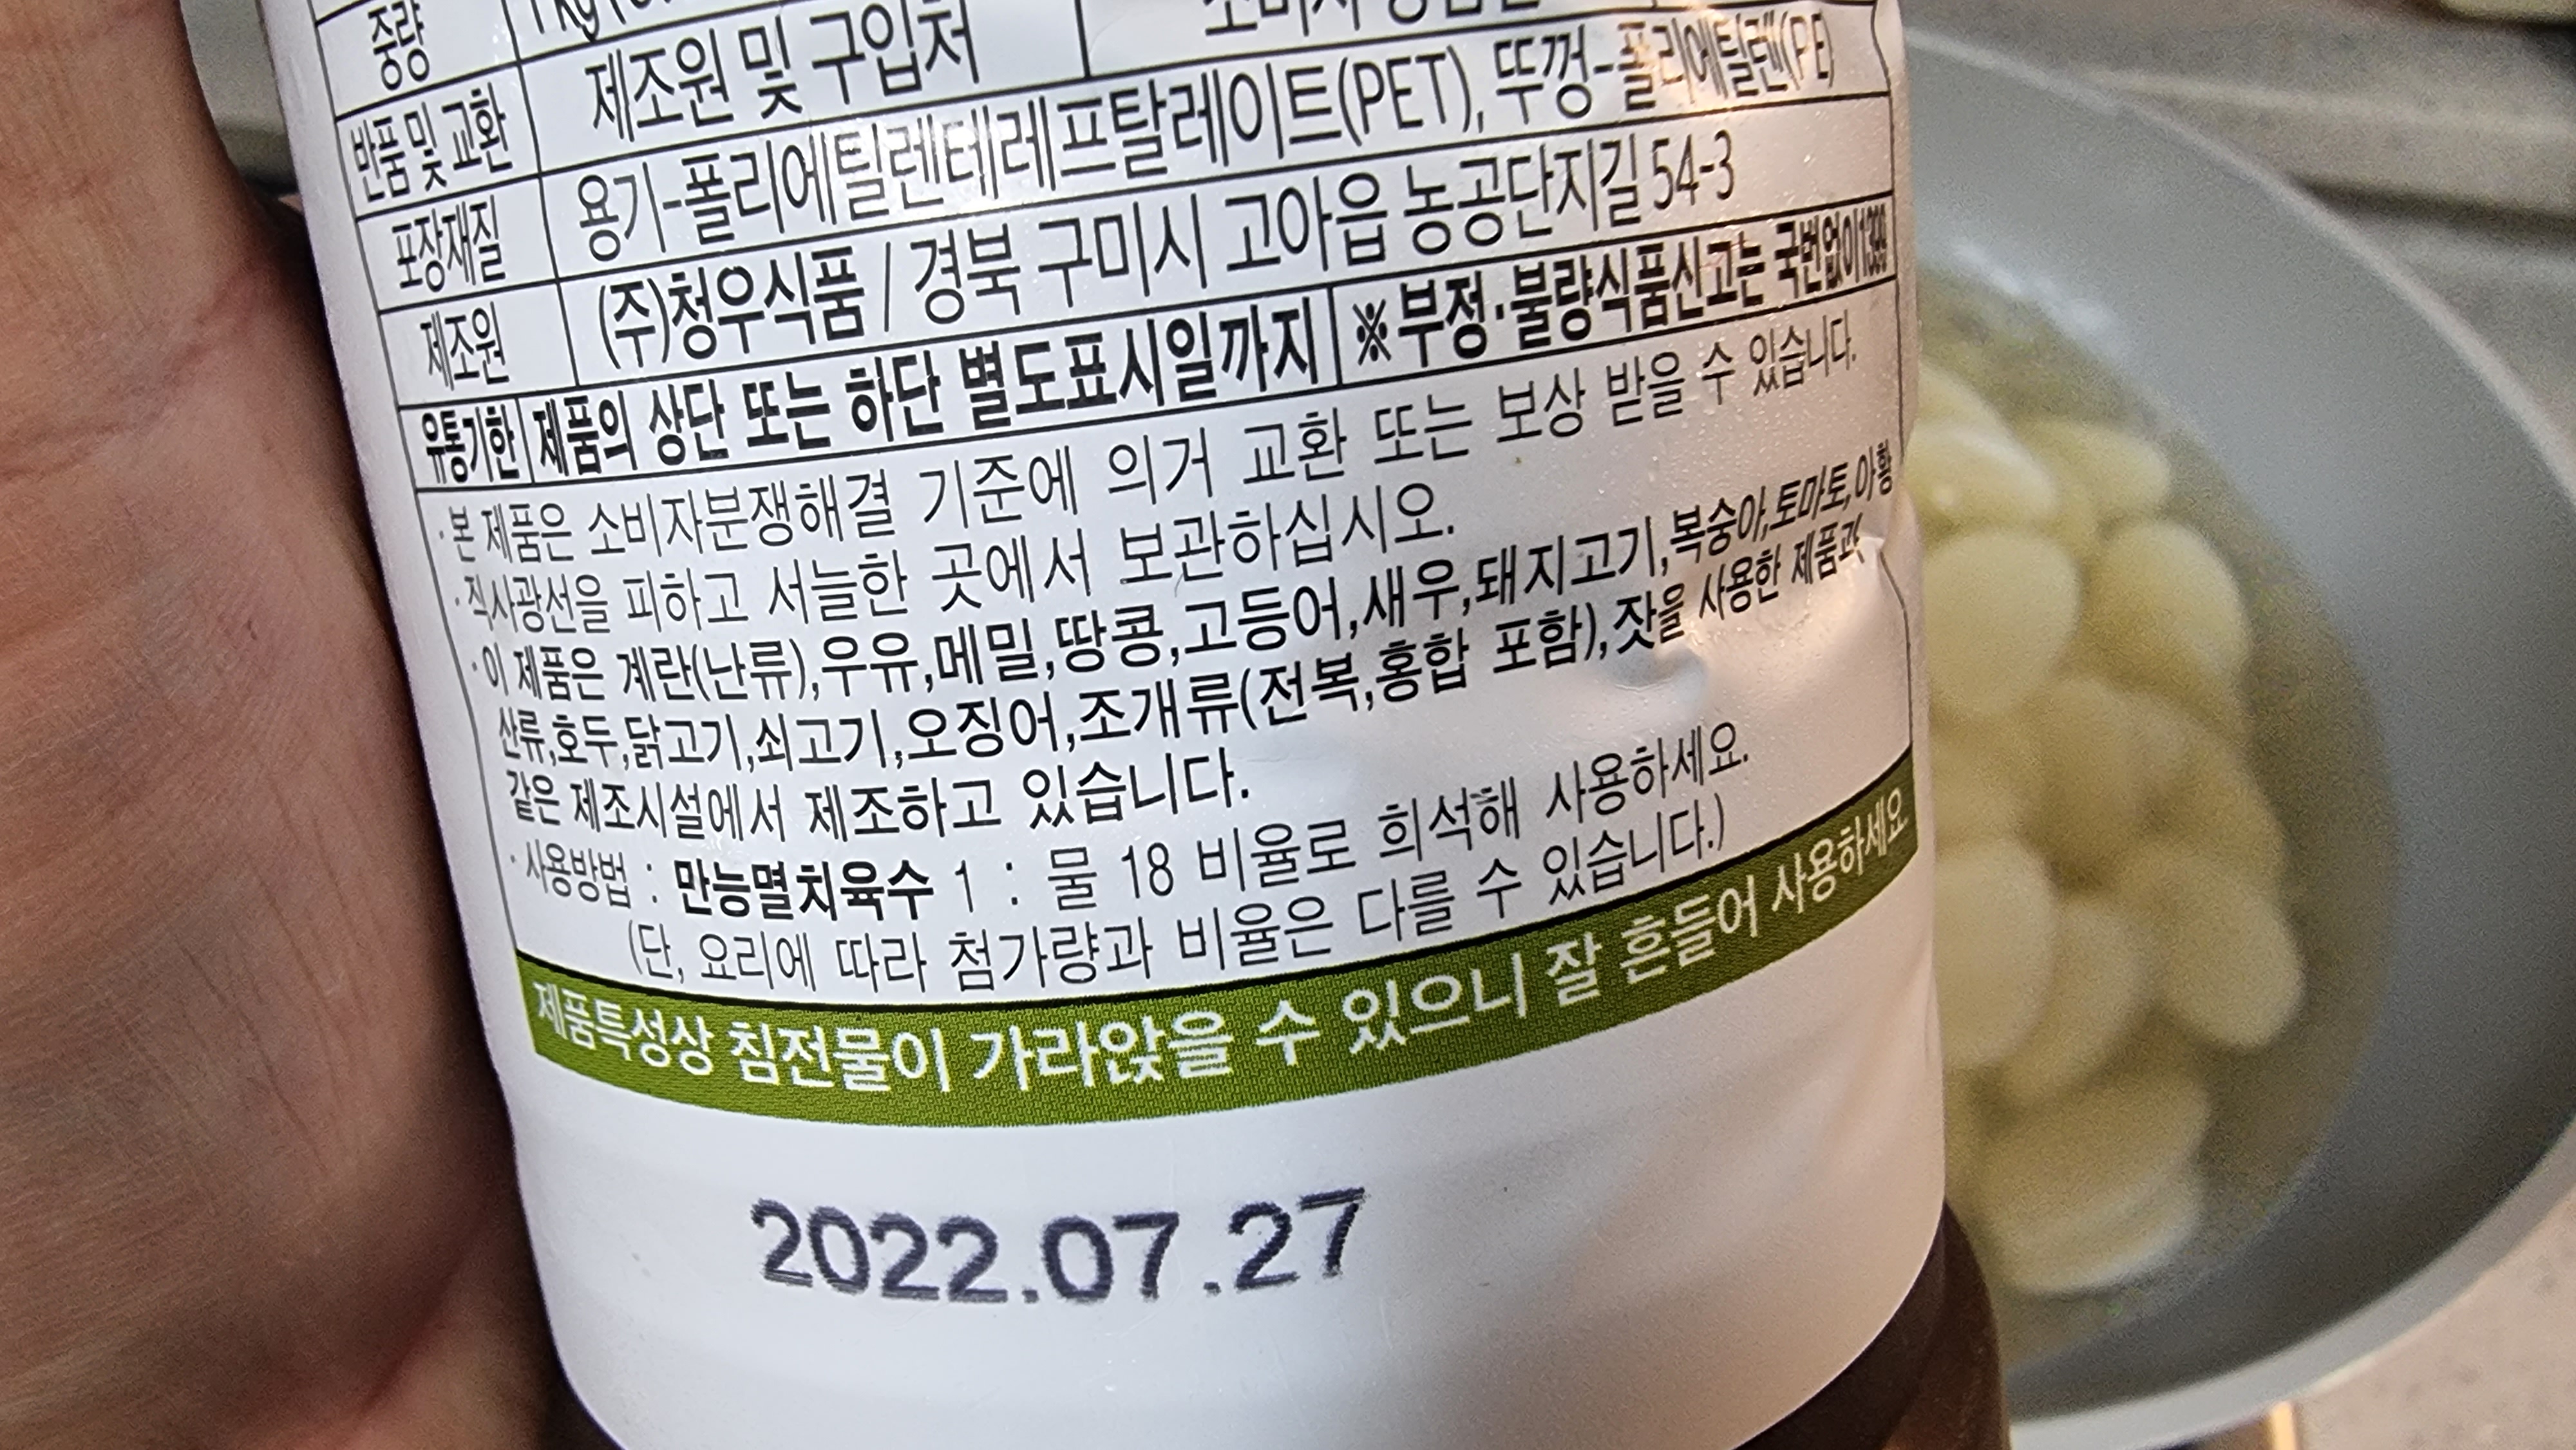 중량 1kg
반품 및 교환 제조원 및 구입처 소비자
포장재질 용기-폴리에틸렌테레프탈레이트(PET), 뚜껑-폴리에틸렌(PE)
제조원 (주)청우식품 / 경북 구미시 고아읍 농공단지길 54-3
유통기한 제품의 상단 또는 하단 별도표시일까지 ※부정·불량식품신고는 국번없이1399
·본 제품은 소비자분쟁해결 기준에 의거 교환 또는 보상 받을 수 있습니다.
·직사광선을 피하고 서늘한 곳에서 보관하십시오.
·이 제품은 계란(난류),우유,메밀,땅콩,고등어,새우,돼지고기,복숭아,토마토,아황
산류,호두,닭고기,쇠고기,오징어,조개류(전복,홍합 포함),잣을 사용한 제품과
같은 제조시설에서 제조하고 있습니다.
·사용방법 : 만능멸치육수 1 : 물 18 비율로 희석해 사용하세요.
(단, 요리에 따라 첨가량과 비율은 다를 수 있습니다.)
제품특성상 침전물이 가라앉을 수 있으니 잘 흔들어 사용하세요
2022.07.27